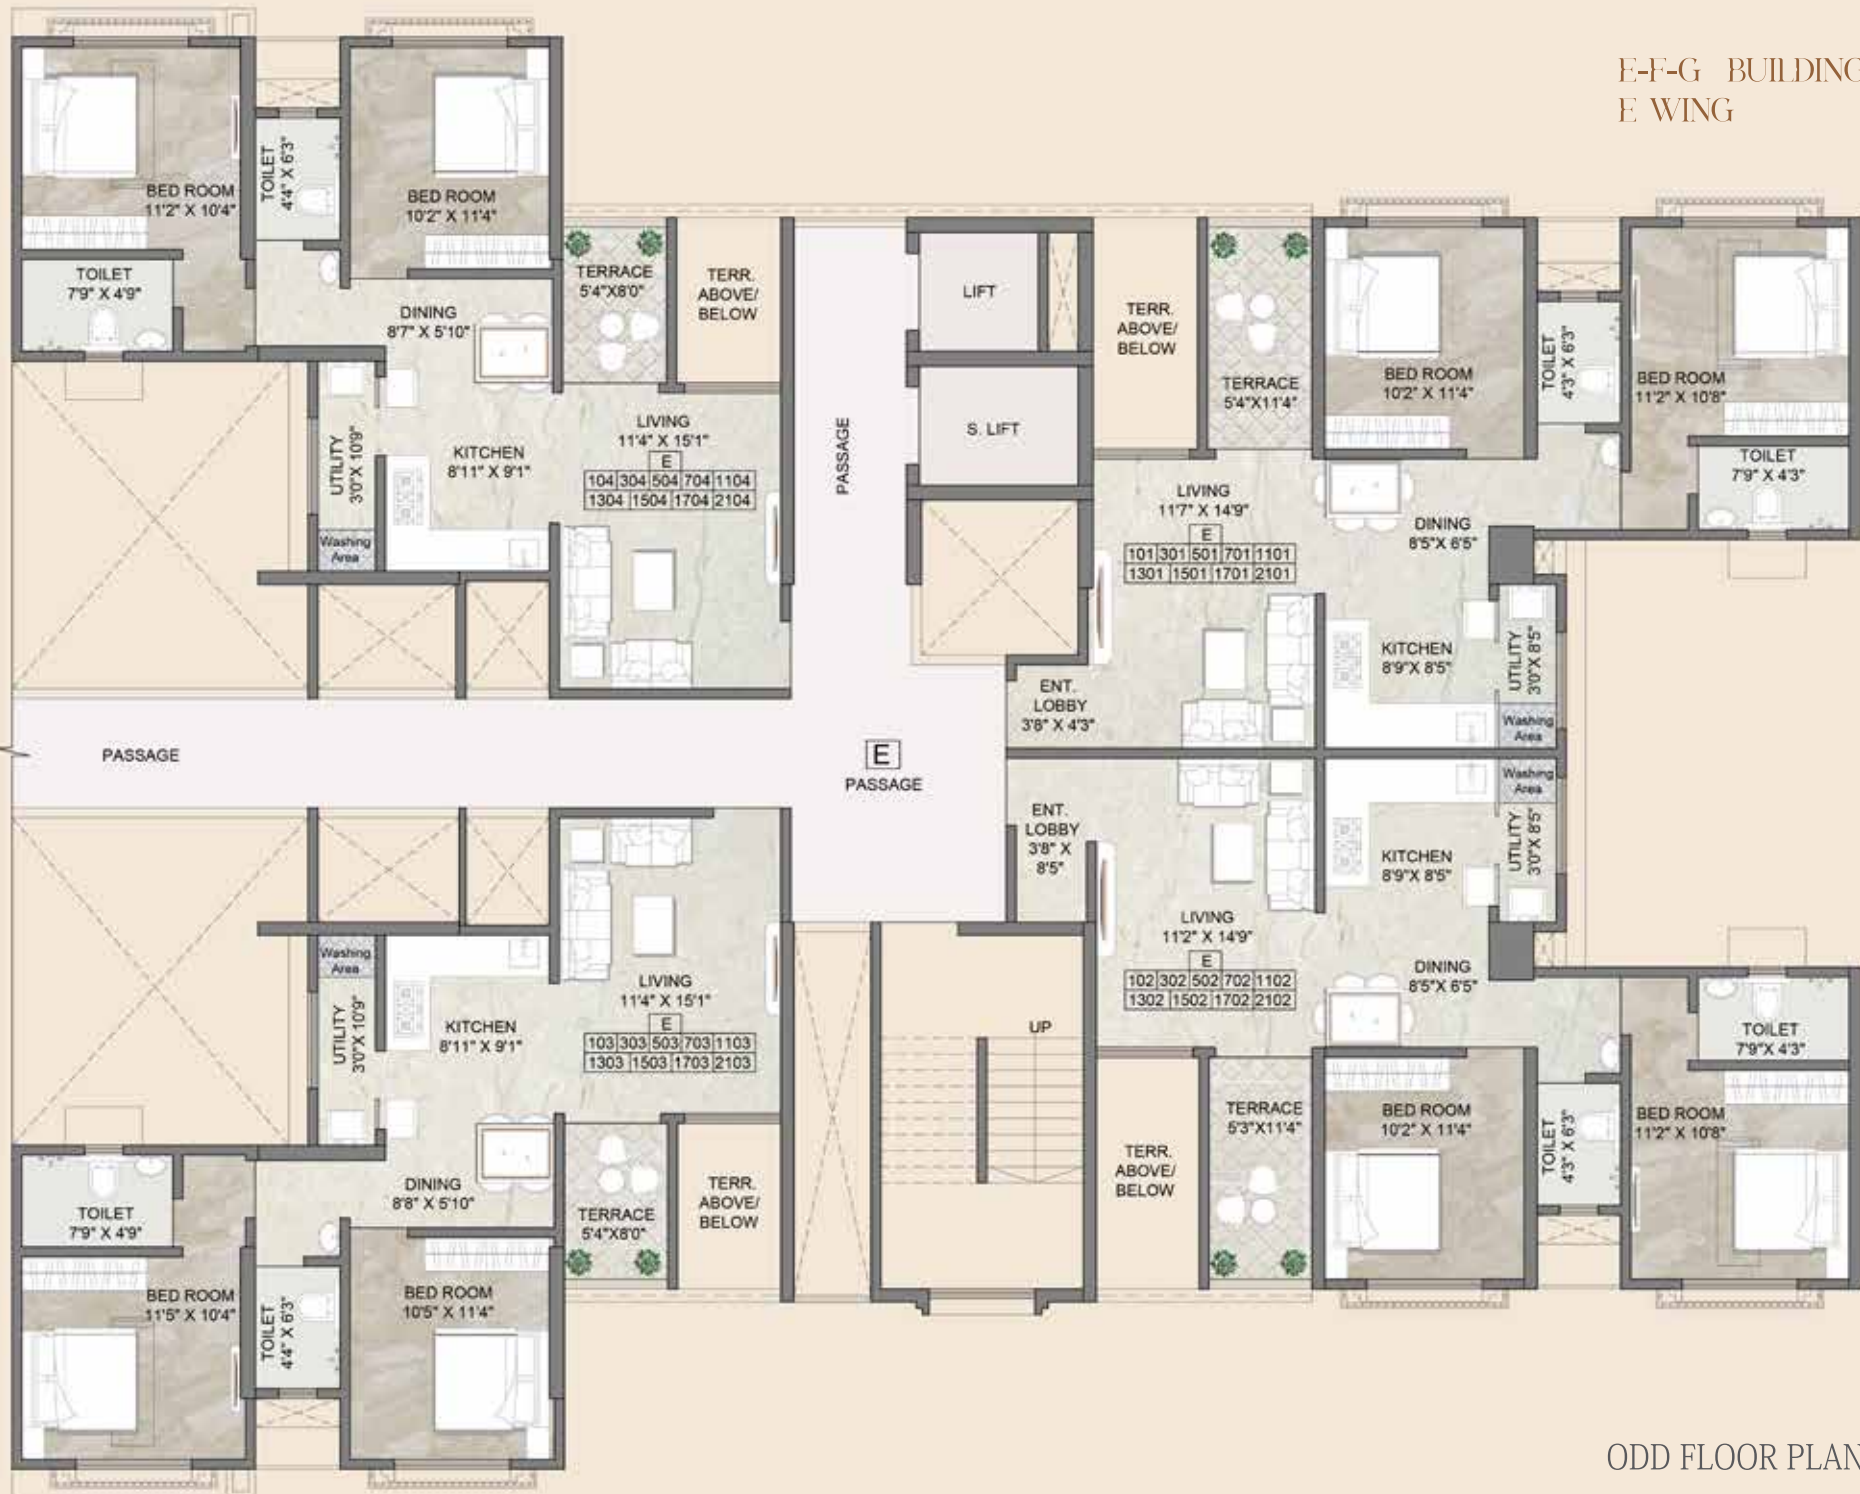 E-F-G BUILDING
E WING
BED ROOM
11'2" X 10'4"
TOILET
4'4" X 6'3"
BED ROOM
10'2" X 11'4"
TOILET
7'9" X 4'9"
DINING
8'7" X 5'10"
TERRACE
5'4"X8'0"
TERR.
ABOVE/
BELOW
UTILITY
3'0"X 10'9"
Washing
Area
KITCHEN
8'11" X 9'1"
LIVING
11'4" X 15'1"
E
104 304 504 704 1104
1304 1504 1704 2104
PASSAGE
LIFT
S. LIFT
TERR.
ABOVE/
BELOW
TERRACE
5'4"X11'4"
BED ROOM
10'2" X 11'4"
TOILET
4'3" X 6'3"
BED ROOM
11'2" X 10'8"
TOILET
7'9" X 4'3"
LIVING
11'7" X 14'9"
E
101 301 501 701 1101
1301 1501 1701 2101
DINING
8'5"X 6'5"
KITCHEN
8'9"X 8'5"
UTILITY
3'0"X 8'5"
Washing
Area
ENT.
LOBBY
3'8" X 4'3"
PASSAGE
E
PASSAGE
ENT.
LOBBY
3'8" X
8'5"
LIVING
11'2" X 14'9"
E
102 302 502 702 1102
1302 1502 1702 2102
KITCHEN
8'9"X 8'5"
Washing
Area
UTILITY
3'0"X 8'5"
DINING
8'5"X 6'5"
TOILET
7'9"X 4'3"
TERR.
ABOVE/
BELOW
TERRACE
5'3"X11'4"
BED ROOM
10'2" X 11'4"
TOILET
4'3" X 6'3"
BED ROOM
11'2" X 10'8"
UP
Washing
Area
UTILITY
3'0"X 10'9"
KITCHEN
8'11" X 9'1"
LIVING
11'4" X 15'1"
E
103 303 503 703 1103
1303 1503 1703 2103
DINING
8'8" X 5'10"
TERRACE
5'4"X8'0"
TERR.
ABOVE/
BELOW
TOILET
7'9" X 4'9"
BED ROOM
11'5" X 10'4"
TOILET
4'4" X 6'3"
BED ROOM
10'5" X 11'4"
ODD FLOOR PLAN